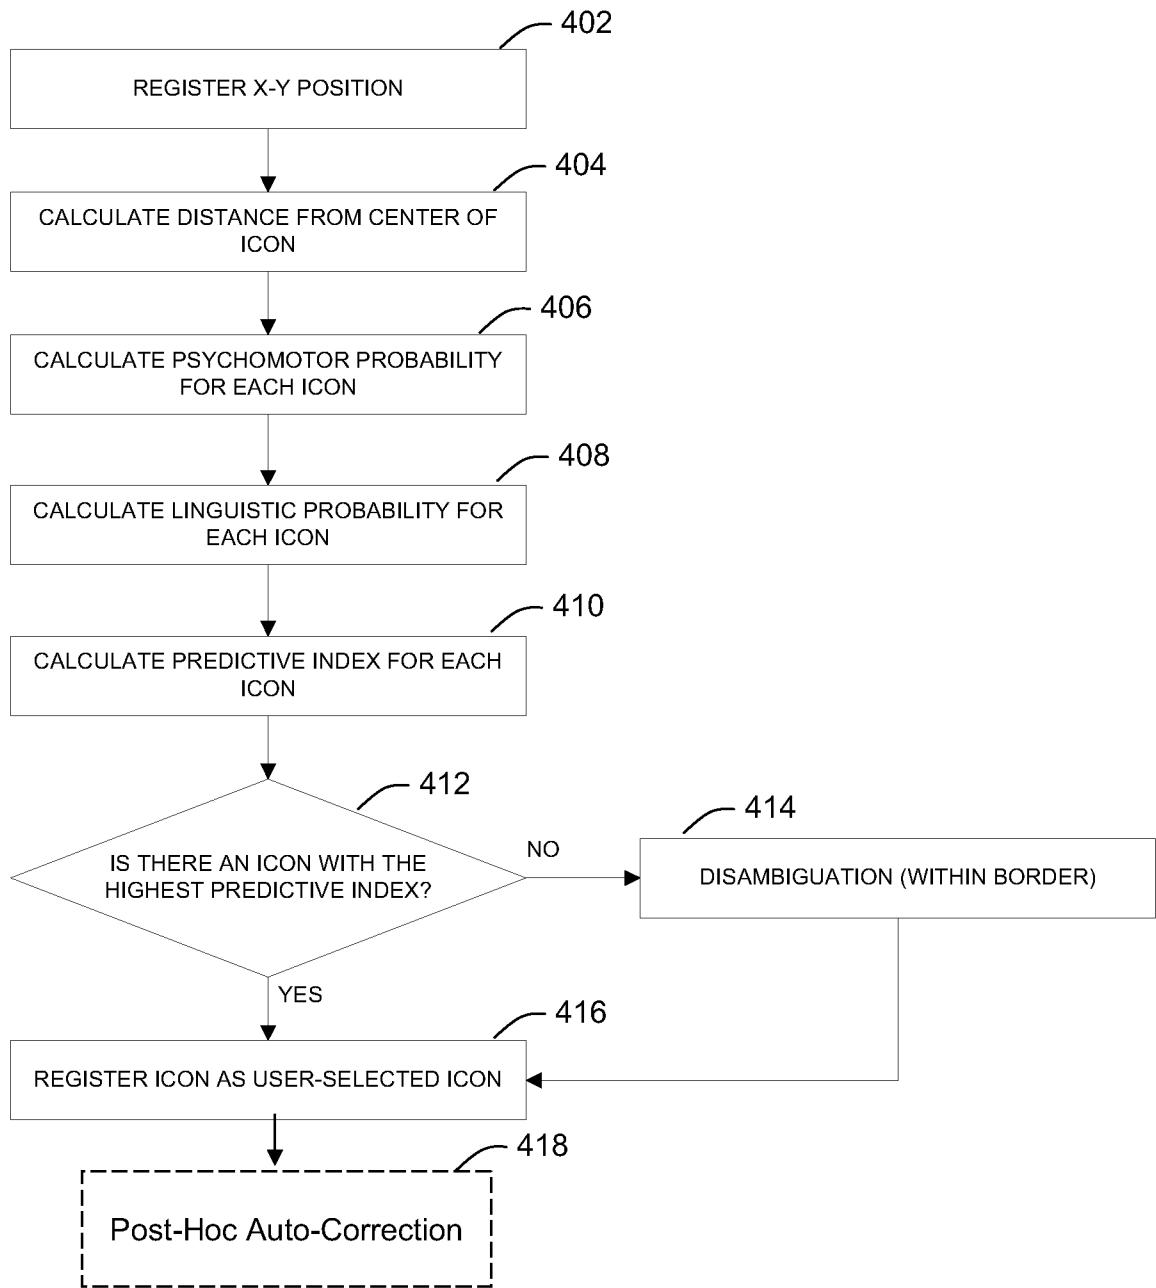 402
REGISTER X-Y POSITION
404
CALCULATE DISTANCE FROM CENTER OF
ICON
406
CALCULATE PSYCHOMOTOR PROBABILITY
FOR EACH ICON
408
CALCULATE LINGUISTIC PROBABILITY FOR
EACH ICON
410
CALCULATE PREDICTIVE INDEX FOR EACH
ICON
412
IS THERE AN ICON WITH THE
HIGHEST PREDICTIVE INDEX?
NO
414
DISAMBIGUATION (WITHIN BORDER)
YES
416
REGISTER ICON AS USER-SELECTED ICON
418
Post-Hoc Auto-Correction